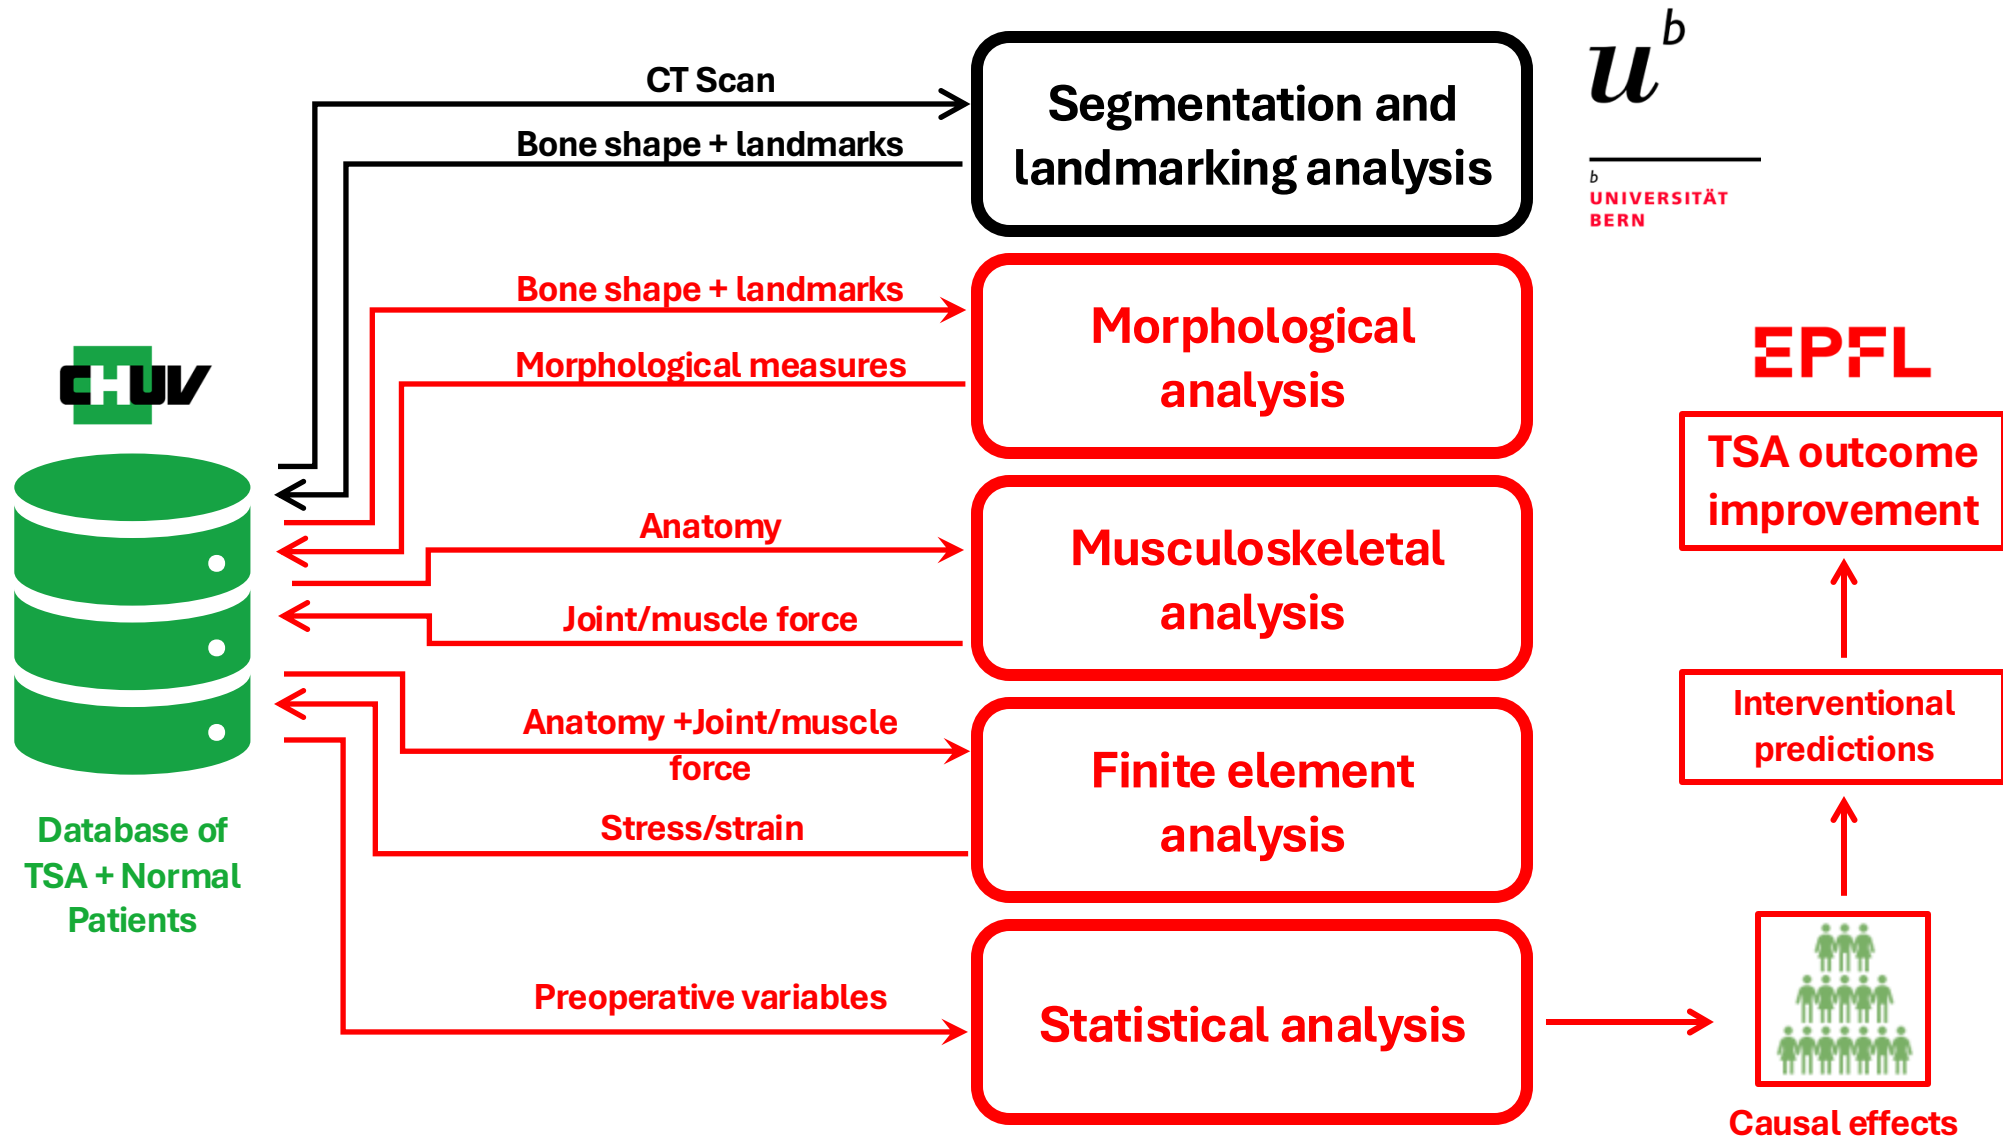 CT Scan
Bone shape + landmarks
Segmentation and
landmarking analysis
u
b
b
UNIVERSITÄT
BERN
Bone shape + landmarks
Morphological measures
Morphological
analysis
CHUV
EPFL
TSA outcome
improvement
Anatomy
Joint/muscle force
Musculoskeletal
analysis
Anatomy +Joint/muscle
force
Stress/strain
Finite element
analysis
Interventional
predictions
Database of
TSA + Normal
Patients
Preoperative variables
Statistical analysis
Causal effects